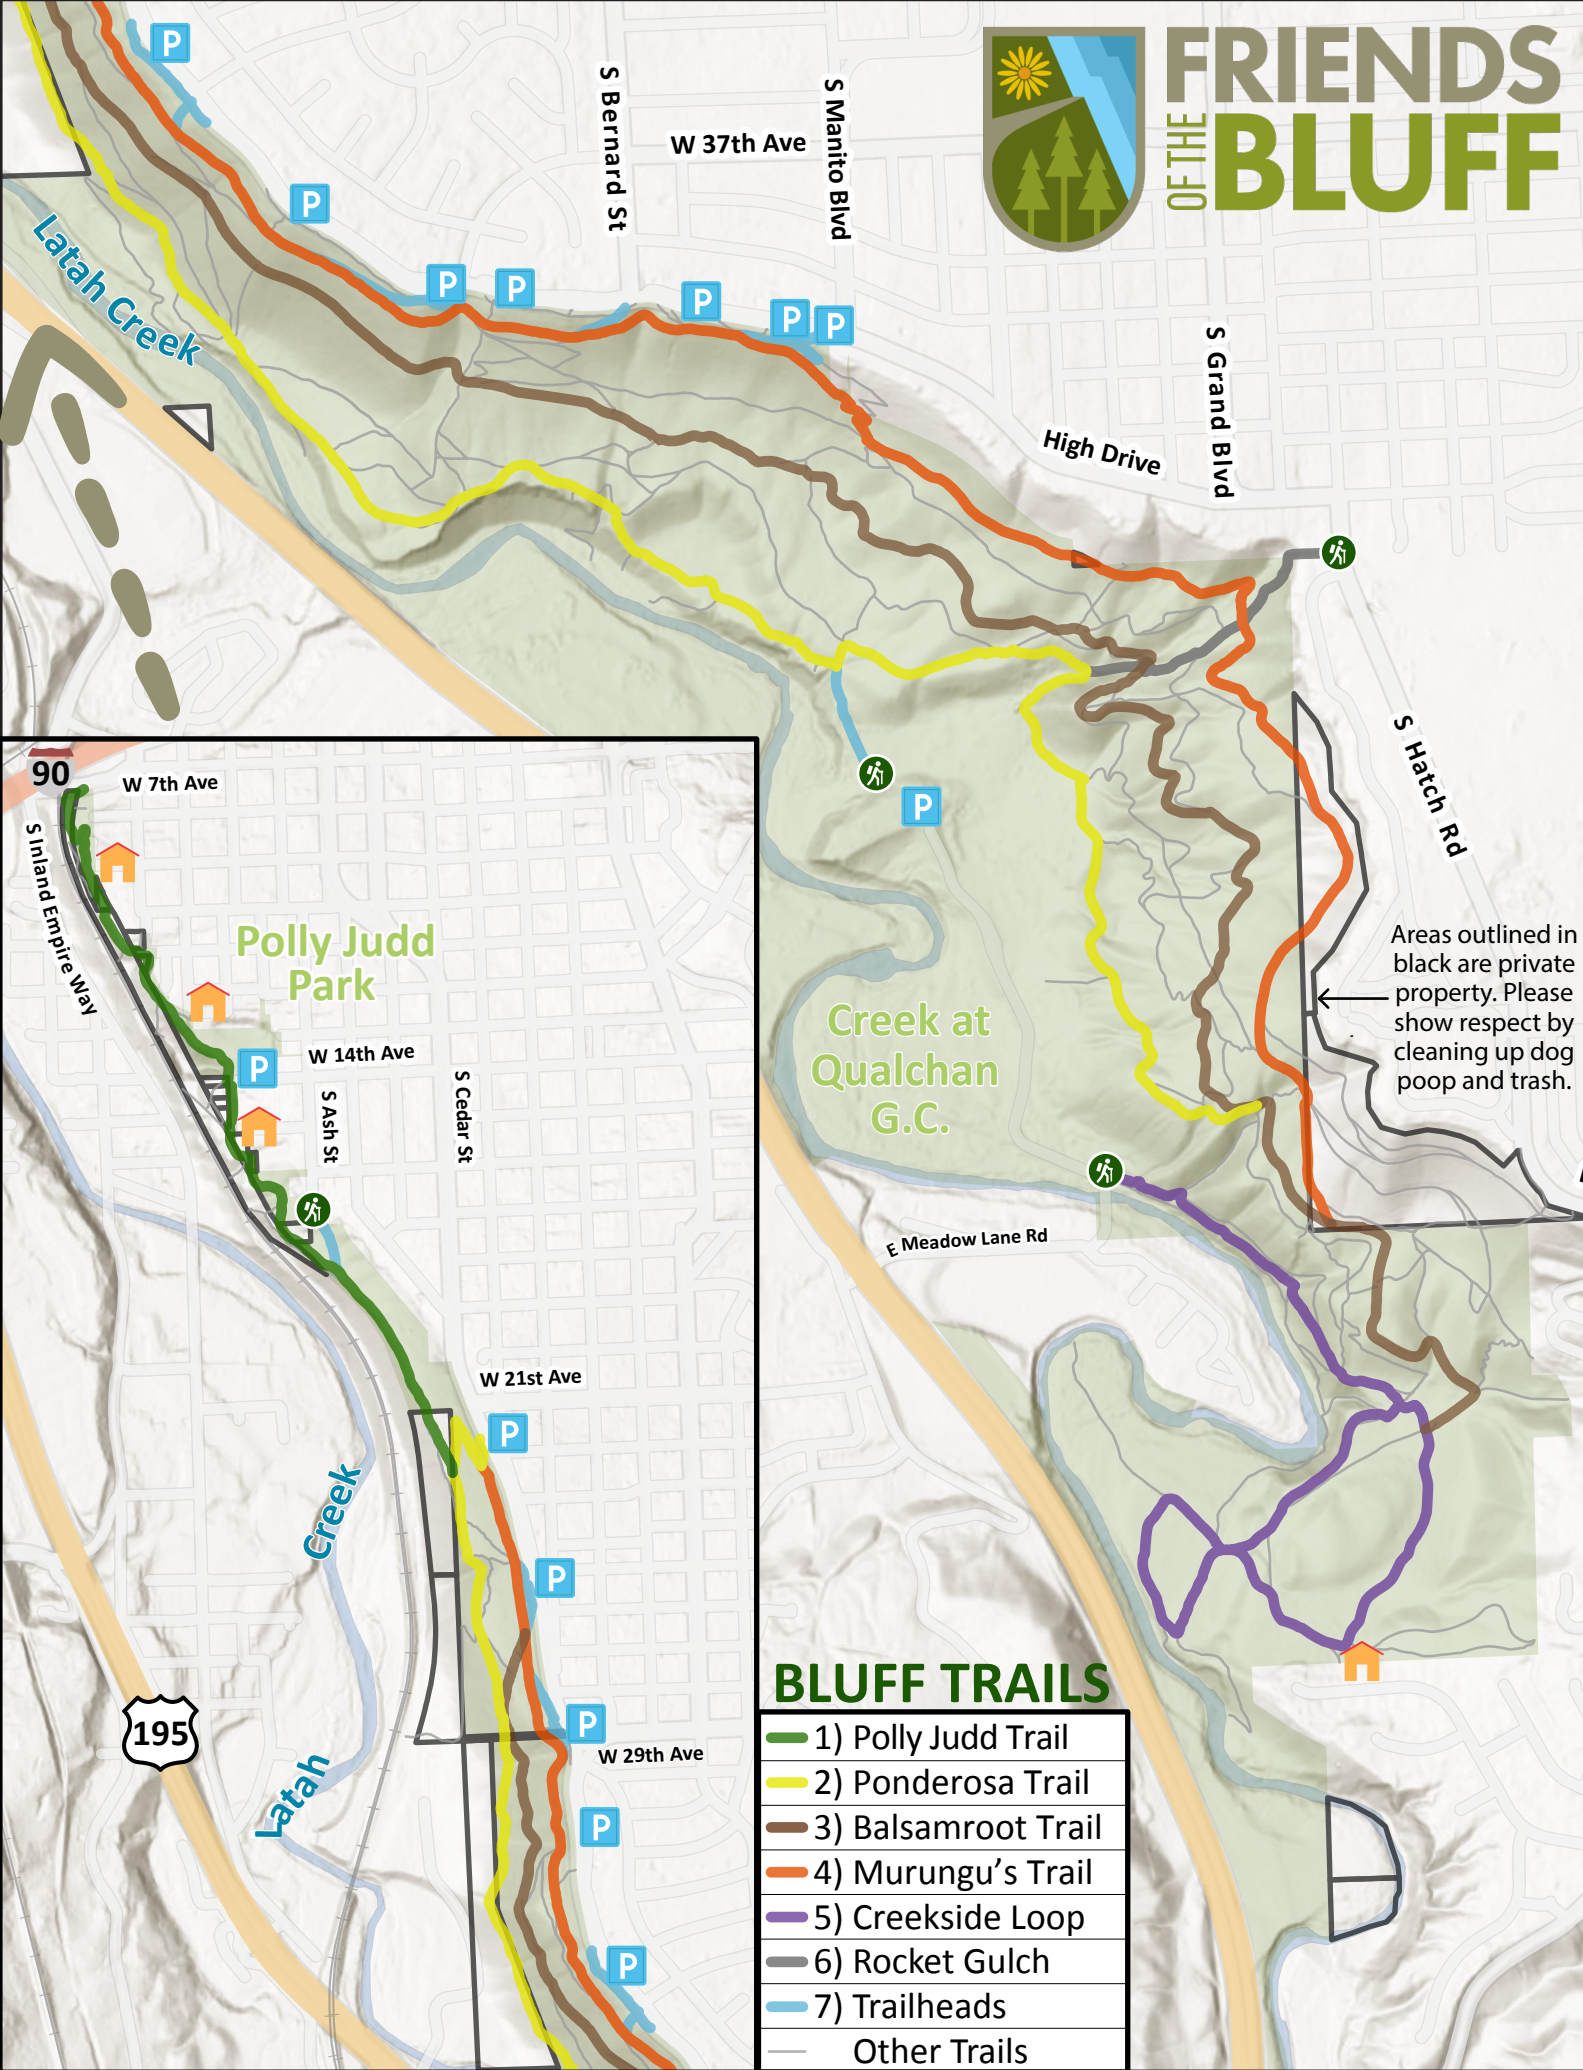 P
S Bernard St
W 37th Ave
S Manito Blvd
FRIENDS
OF THE
BLUFF
P
Latah Creek
P
P
P
P
P
S Grand Blvd
High Drive
S Hatch Rd
P
Areas outlined in
black are private
property. Please
show respect by
cleaning up dog
poop and trash.
Creek at
Qualchan
G.C.
E Meadow Lane Rd
90
W 7th Ave
S Inland Empire Way
Polly Judd
Park
P
W 14th Ave
S Ash St
S Cedar St
W 21st Ave
P
Creek
P
195
P
W 29th Ave
Latah
P
P
BLUFF TRAILS
1) Polly Judd Trail
2) Ponderosa Trail
3) Balsamroot Trail
4) Murungu's Trail
5) Creekside Loop
6) Rocket Gulch
7) Trailheads
Other Trails